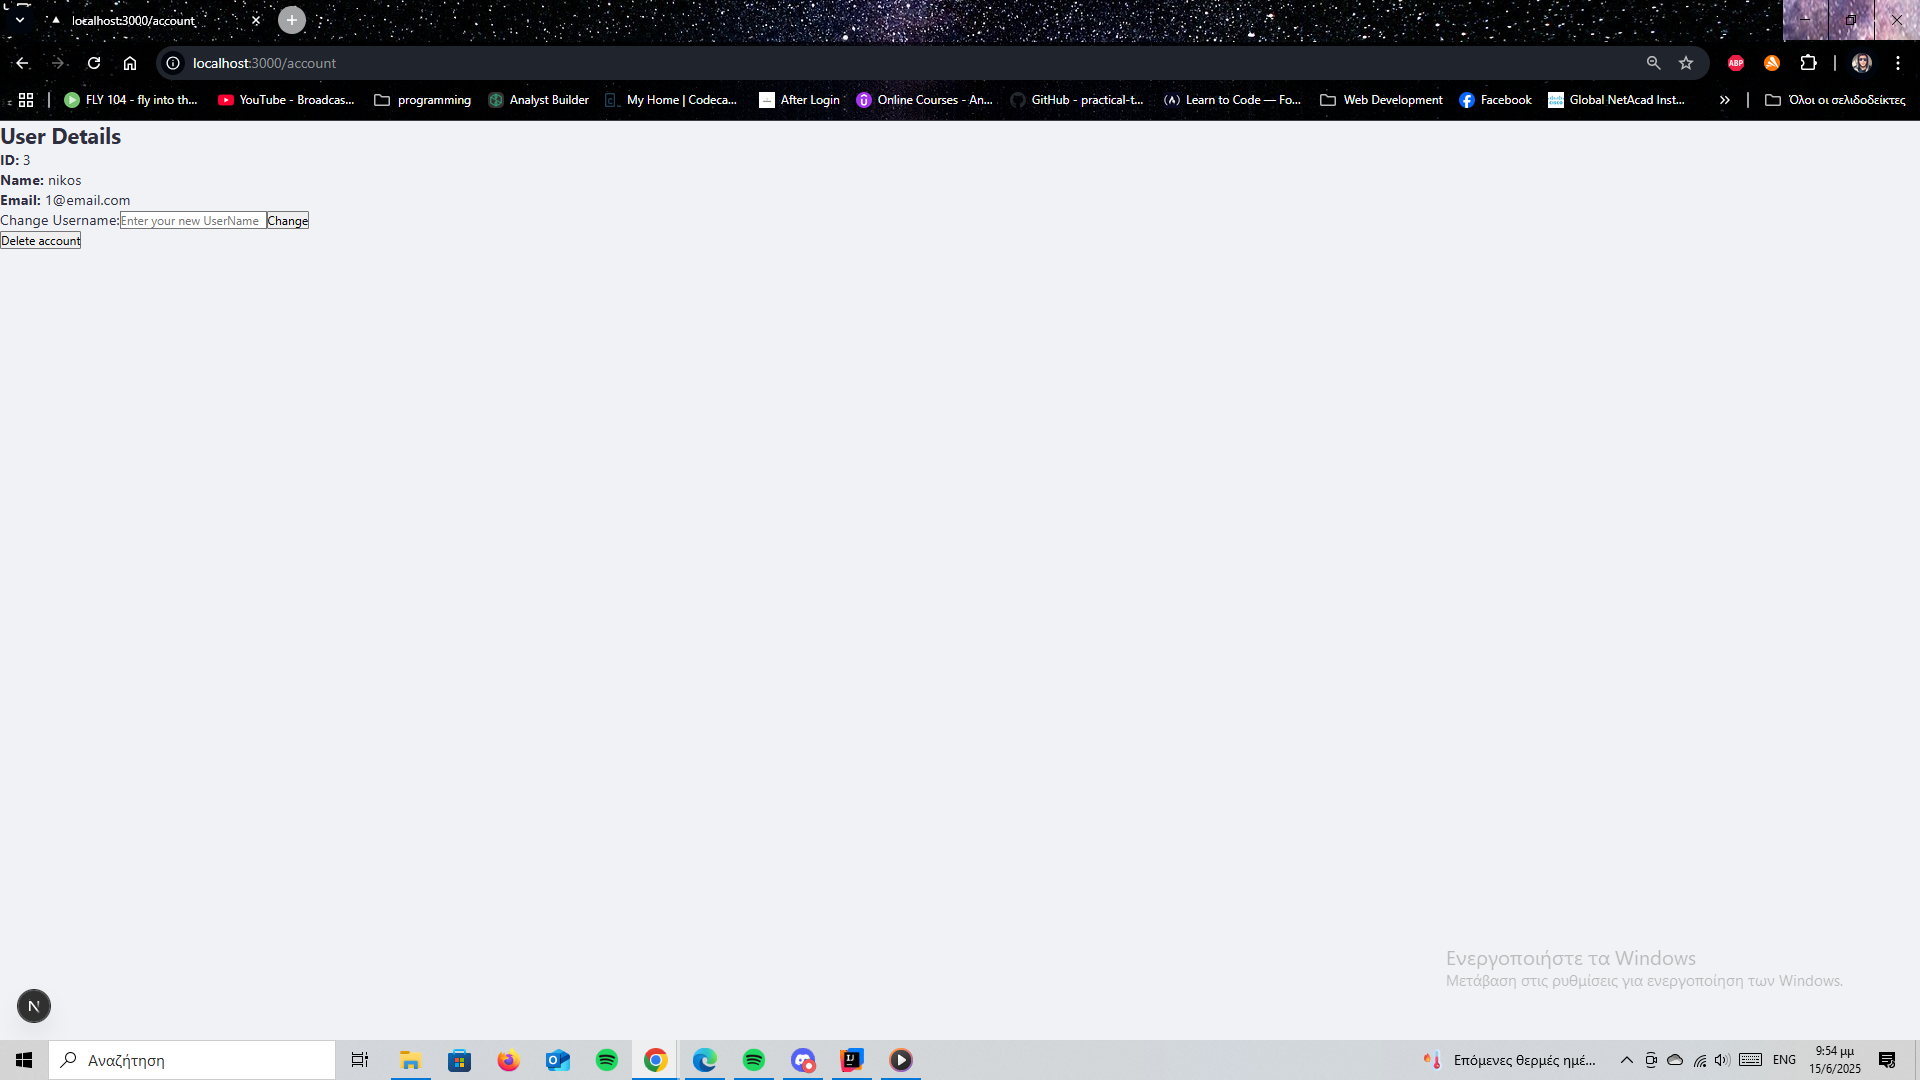 localhost:3000/account
localhost:3000/account
ABP
FLY 104 - fly into th...
YouTube - Broadcas...
programming
Analyst Builder
My Home | Codeca...
After Login
Online Courses - An...
GitHub - practical-t...
Learn to Code — Fo...
Web Development
Facebook
Global NetAcad Inst...
Όλοι οι σελιδοδείκτες
User Details
ID: 3
Name: nikos
Email: 1@email.com
Change Username: Enter your new UserName Change
Delete account
Ενεργοποιήστε τα Windows
Μετάβαση στις ρυθμίσεις για ενεργοποίηση των Windows.
N
Αναζήτηση
Επόμενες θερμές ημέ...
ENG
9:54 μμ
15/6/2025